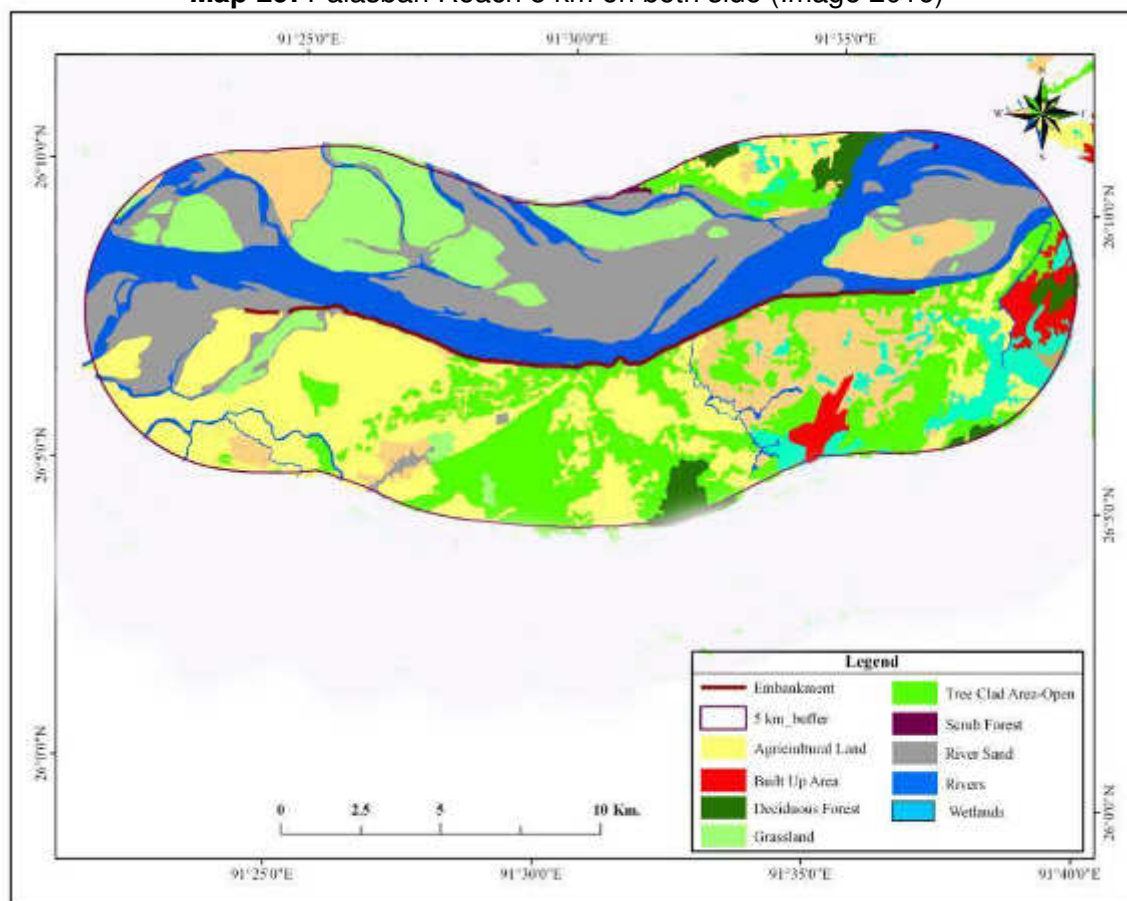 Map 20: Palasbari Reach 5 km on both side (Image 2015)
91°25'0"E 91°30'0"E 91°35'0"E
N
W E
S
26°10'0"N
26°5'0"N
26°0'0"N
26°10'0"N
26°5'0"N
26°0'0"N
Legend
Embankment
5 km_buffer
Agricultural Land
Built Up Area
Deciduous Forest
Grassland
Tree Clad Area-Open
Scrub Forest
River Sand
Rivers
Wetlands
0 2.5 5 10 Km.
91°25'0"E 91°30'0"E 91°35'0"E 91°40'0"E